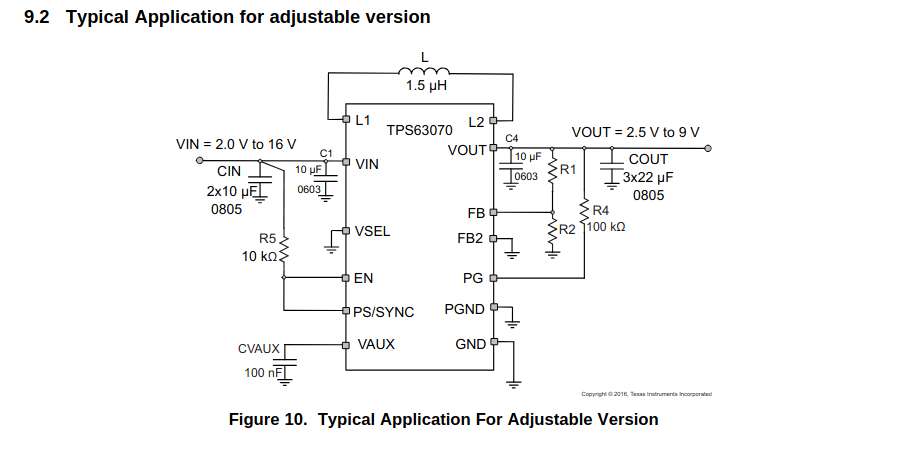 9.2 Typical Application for adjustable version
L
1.5 µH
L1
TPS63070
L2
VIN = 2.0 V to 16 V
C1
VIN
VOUT
C4
VOUT = 2.5 V to 9 V
CIN
10 µF
10 µF
R1
COUT
2x10 µF
0603
0603
3x22 µF
0805
0805
FB
R4
R5
VSEL
FB2
R2
100 kΩ
10 kΩ
EN
PG
PS/SYNC
PGND
CVAUX
VAUX
GND
100 nF
Copyright © 2016, Texas Instruments Incorporated
Figure 10. Typical Application For Adjustable Version